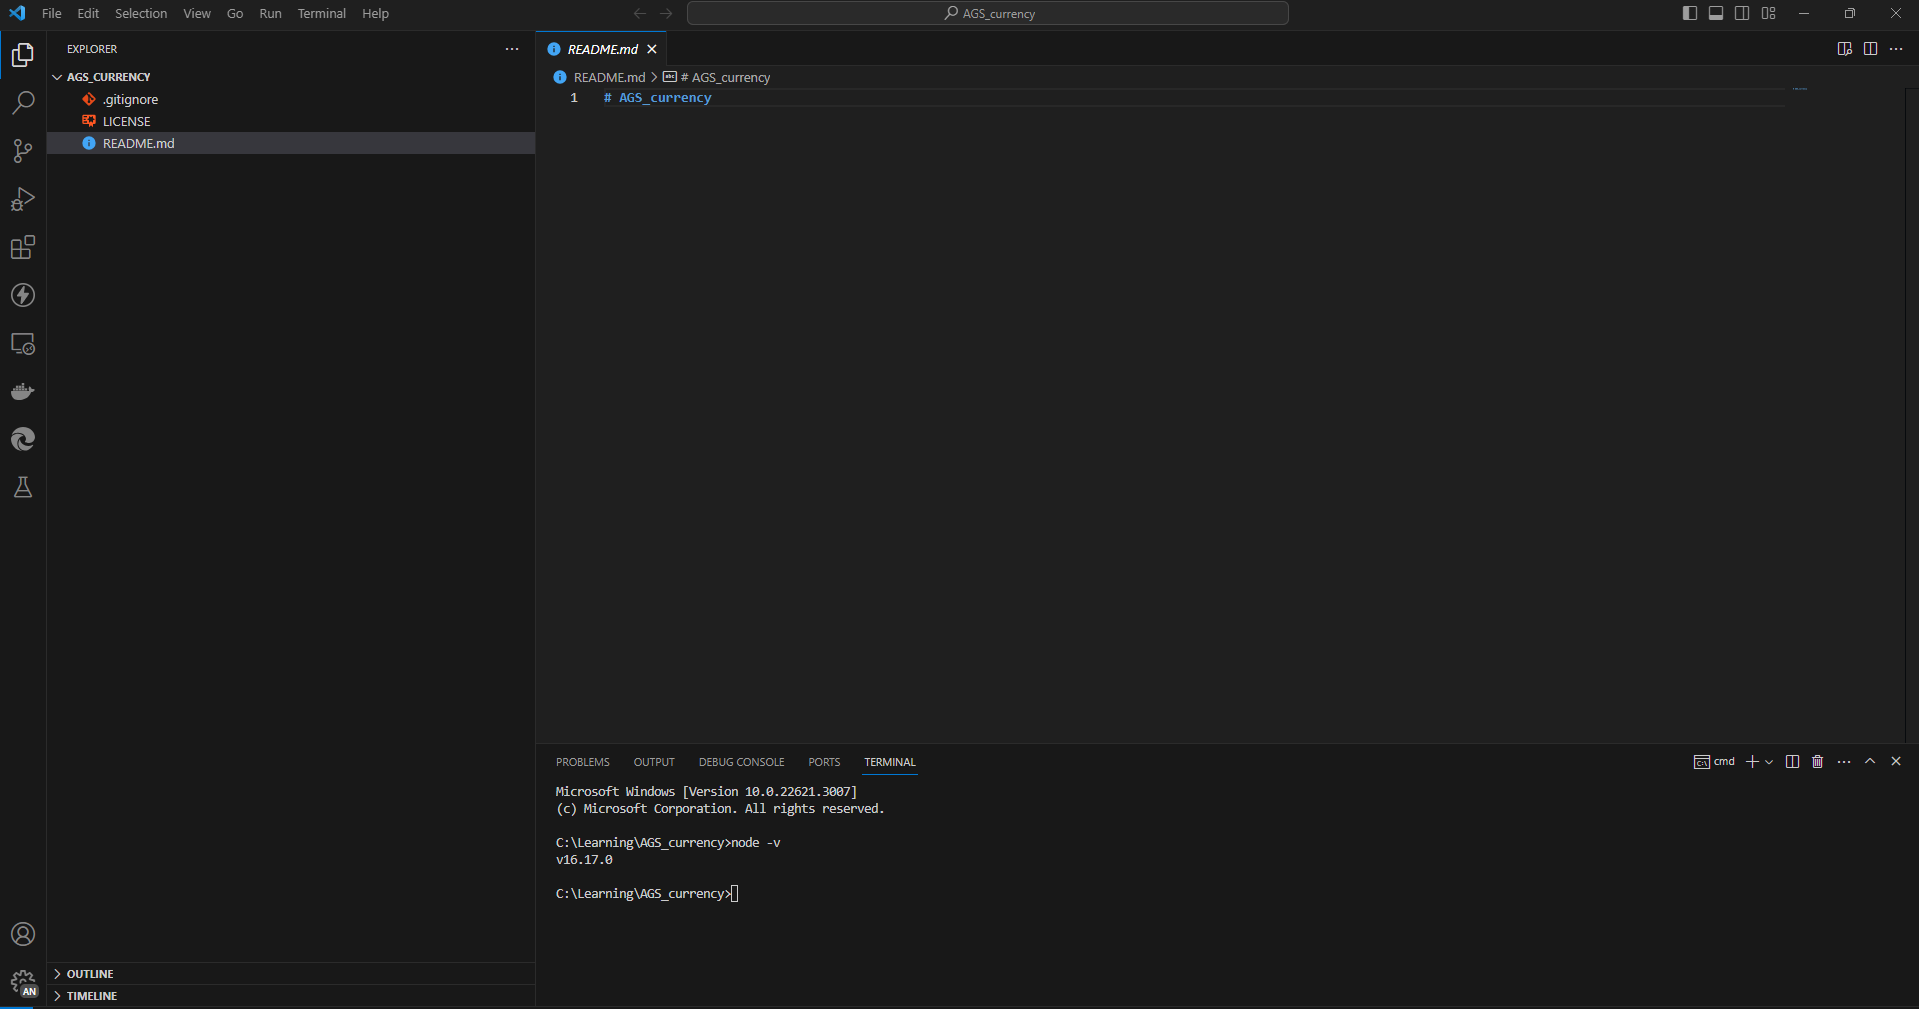 File Edit Selection View Go Run Terminal Help
AGS_currency
EXPLORER
AGS_CURRENCY
.gitignore
LICENSE
README.md
OUTLINE
TIMELINE
AN
README.md
README.md > # AGS_currency
1 # AGS_currency
PROBLEMS OUTPUT DEBUG CONSOLE PORTS TERMINAL
cmd
Microsoft Windows [Version 10.0.22621.3007]
(c) Microsoft Corporation. All rights reserved.
C:\Learning\AGS_currency>node -v
v16.17.0
C:\Learning\AGS_currency>